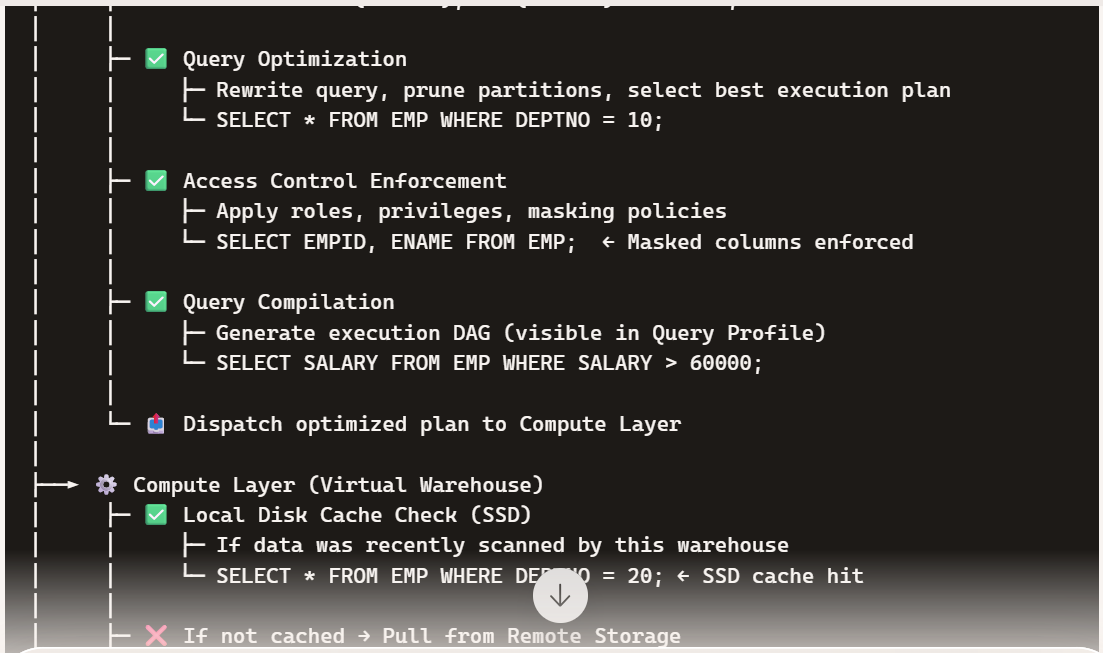 Query Optimization
Rewrite query, prune partitions, select best execution plan
SELECT * FROM EMP WHERE DEPTNO = 10;
Access Control Enforcement
Apply roles, privileges, masking policies
SELECT EMPID, ENAME FROM EMP;  ← Masked columns enforced
Query Compilation
Generate execution DAG (visible in Query Profile)
SELECT SALARY FROM EMP WHERE SALARY > 60000;
Dispatch optimized plan to Compute Layer
Compute Layer (Virtual Warehouse)
Local Disk Cache Check (SSD)
If data was recently scanned by this warehouse
SELECT * FROM EMP WHERE DEPTNO = 20; ← SSD cache hit
If not cached → Pull from Remote Storage